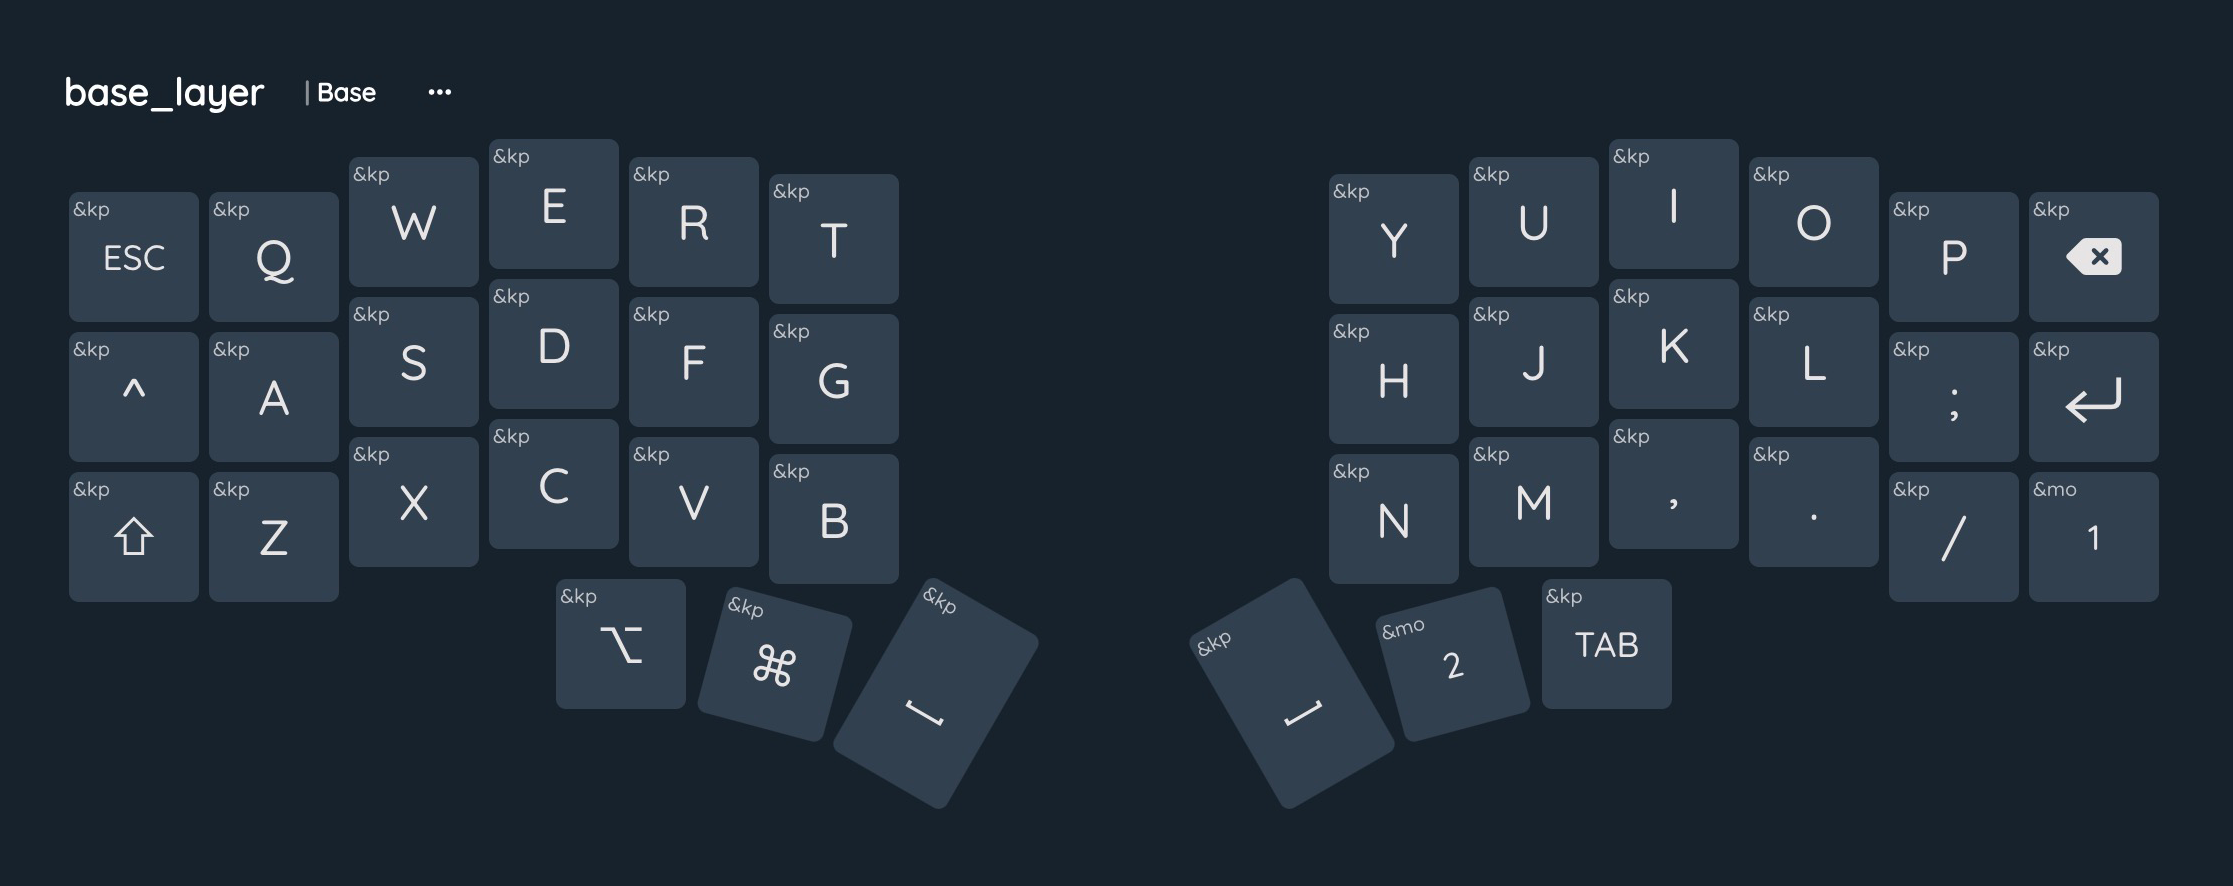 base_layer | Base ···
&kp &kp &kp &kp &kp &kp &kp &kp &kp &kp &kp &kp
ESC Q W E R T Y U I O P ⌫
&kp &kp &kp &kp &kp &kp &kp &kp &kp &kp &kp &kp
^ A S D F G H J K L ; ↵
&kp &kp &kp &kp &kp &kp &kp &kp &kp &kp &kp &mo
⇧ Z X C V B N M , . / 1
&kp &kp &kp &kp &mo &kp
⌥ ⌘ ⎵ ⎵ 2 TAB